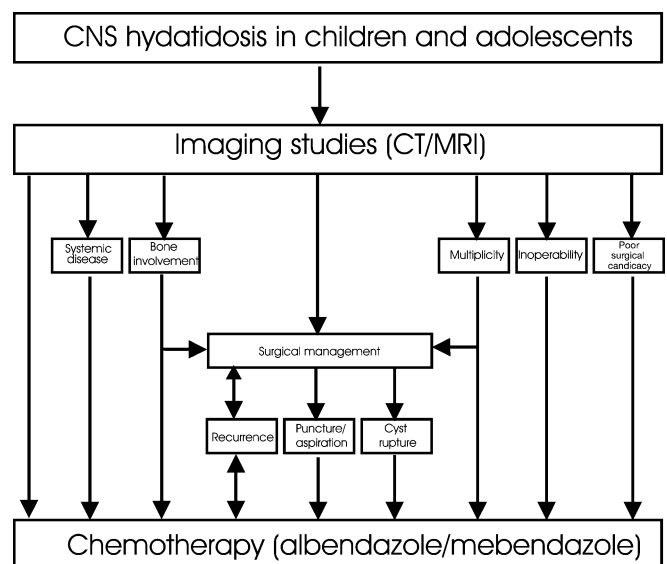 CNS hydatidosis in children and adolescents
Imaging studies (CT/MRI)
Systemic
disease
Bone
involvement
Multiplicity
Inoperability
Poor
surgical
candicacy
Surgical management
Recurrence
Puncture/
aspiration
Cyst
rupture
Chemotherapy (albendazole/mebendazole)